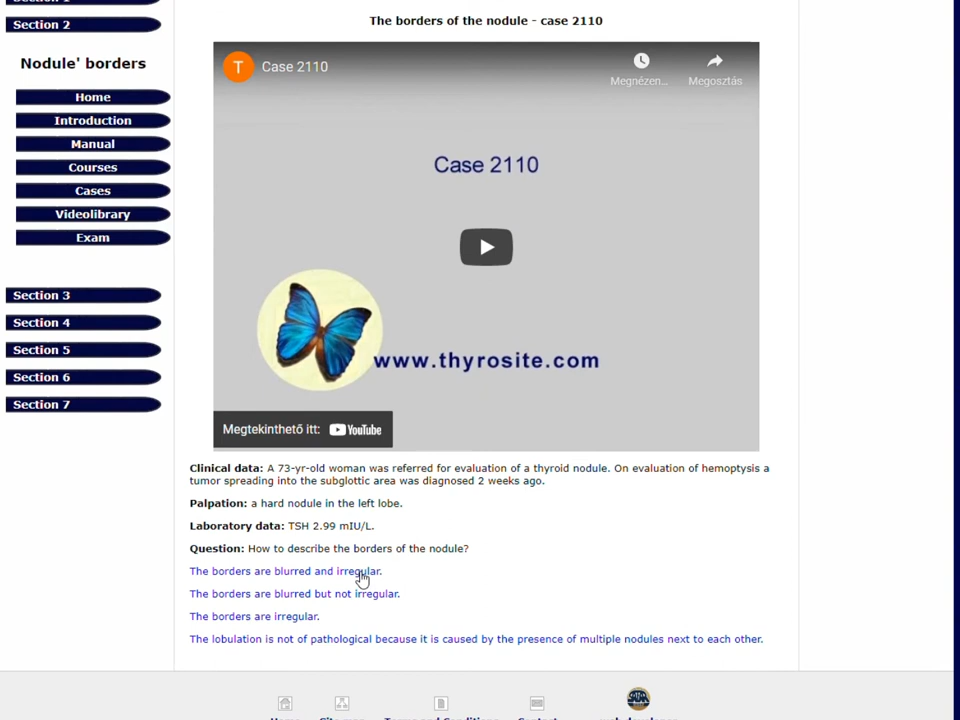 Section 2
Nodule' borders
Home
Introduction
Manual
Courses
Cases
Videolibrary
Exam
Section 3
Section 4
Section 5
Section 6
Section 7
The borders of the nodule - case 2110
T
Case 2110
Megnézen...
Megosztás
Case 2110
www.thyrosite.com
Megtekinthető itt: YouTube
Clinical data: A 73-yr-old woman was referred for evaluation of a thyroid nodule. On evaluation of hemoptysis a
tumor spreading into the subglottic area was diagnosed 2 weeks ago.
Palpation: a hard nodule in the left lobe.
Laboratory data: TSH 2.99 mIU/L.
Question: How to describe the borders of the nodule?
The borders are blurred and irregular.
The borders are blurred but not irregular.
The borders are irregular.
The lobulation is not of pathological because it is caused by the presence of multiple nodules next to each other.